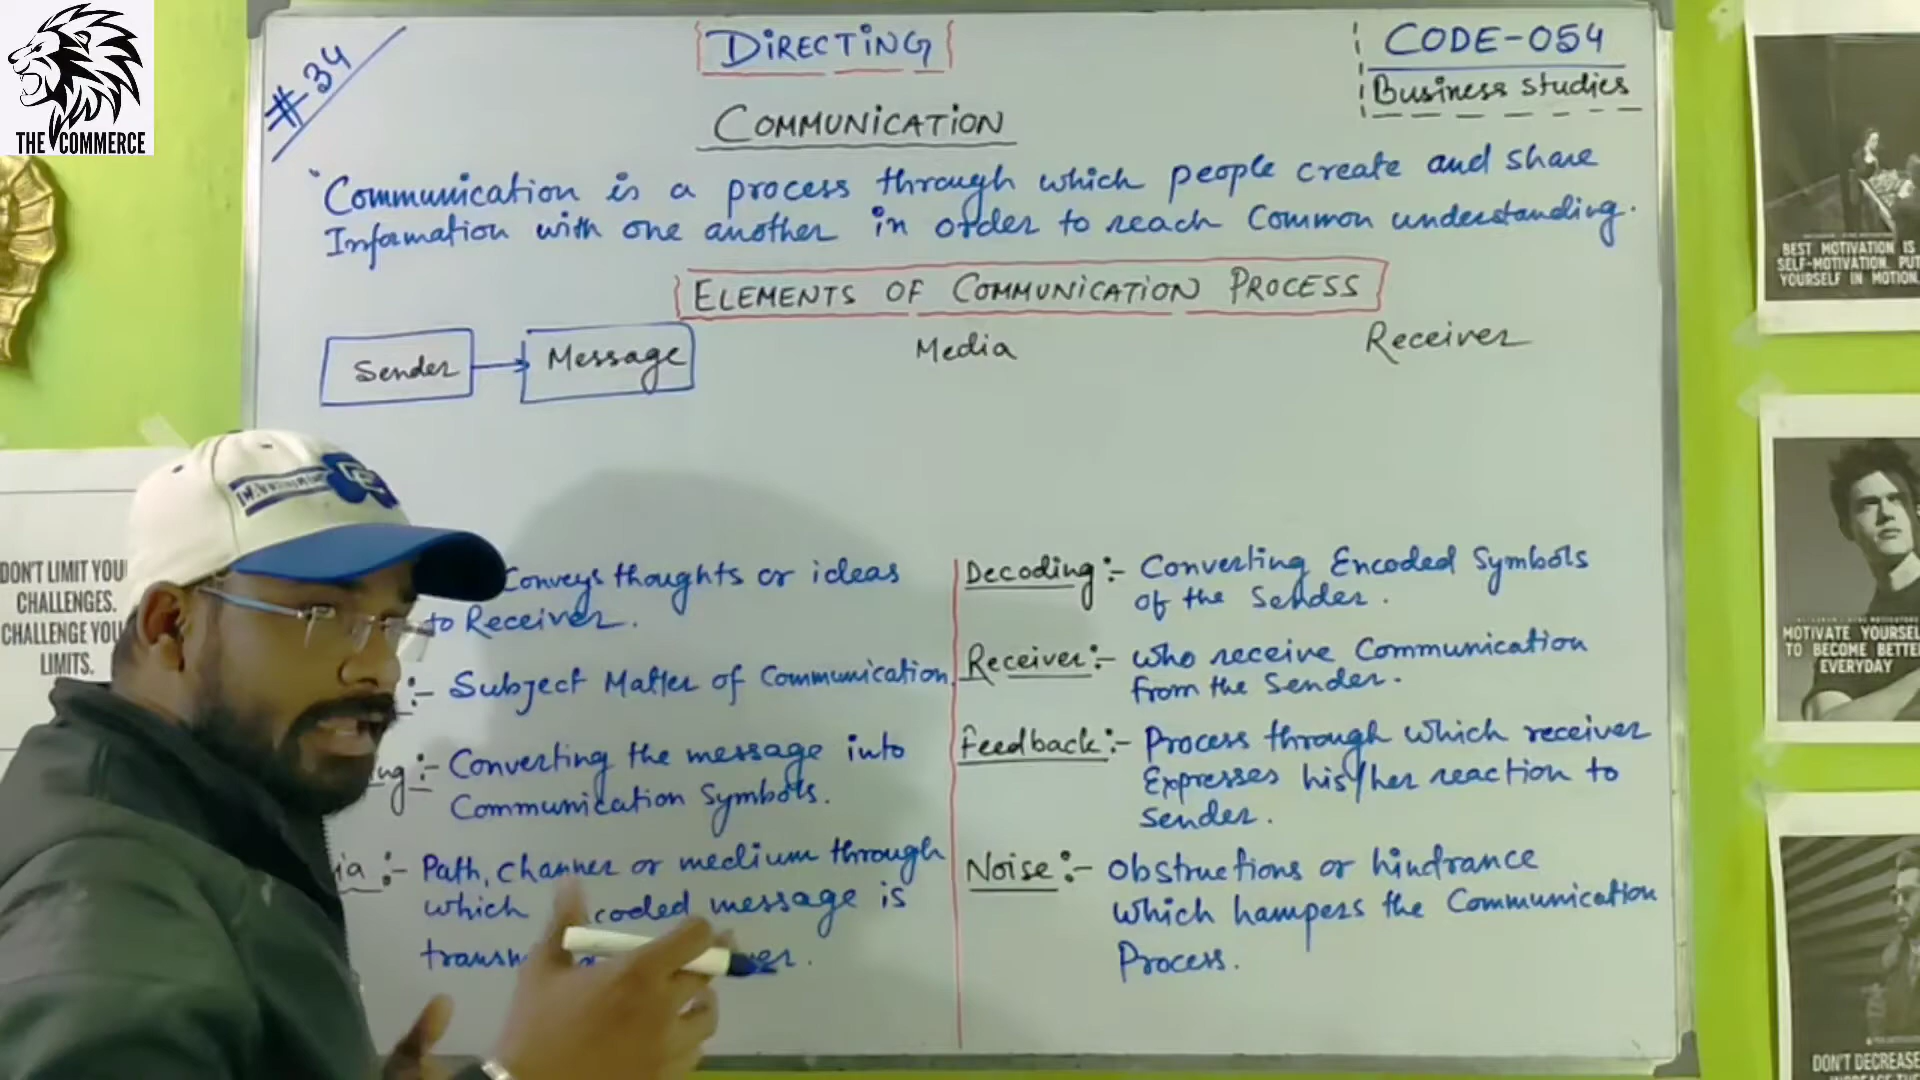 THE COMMERCE
#34
DIRECTING
CODE-054
Business Studies
COMMUNICATION
"Communication is a process through which people create and share
Information with one another in order to reach Common understanding.
ELEMENTS OF COMMUNICATION PROCESS
Sender
Message
Media
Receiver
Conveys thoughts or ideas
to Receiver.
:- Subject Matter of Communication.
ing :- Converting the message into
Communication Symbols.
ia :- Path, channel or medium through
which coded message is
transm ver.
Decoding :- Converting Encoded Symbols
of the Sender.
Receiver :- who receive Communication
from the Sender.
Feedback :- Process through which receiver
Expresses his/her reaction to
Sender.
Noise :- Obstructions or hindrance
which hampers the Communication
Process.
DON'T LIMIT YOU
CHALLENGES.
CHALLENGE YOU
LIMITS.
BEST MOTIVATION IS
SELF-MOTIVATION. PUT
YOURSELF IN MOTION.
MOTIVATE YOURSEL
TO BECOME BETTE
EVERYDAY
DON'T DECREASE